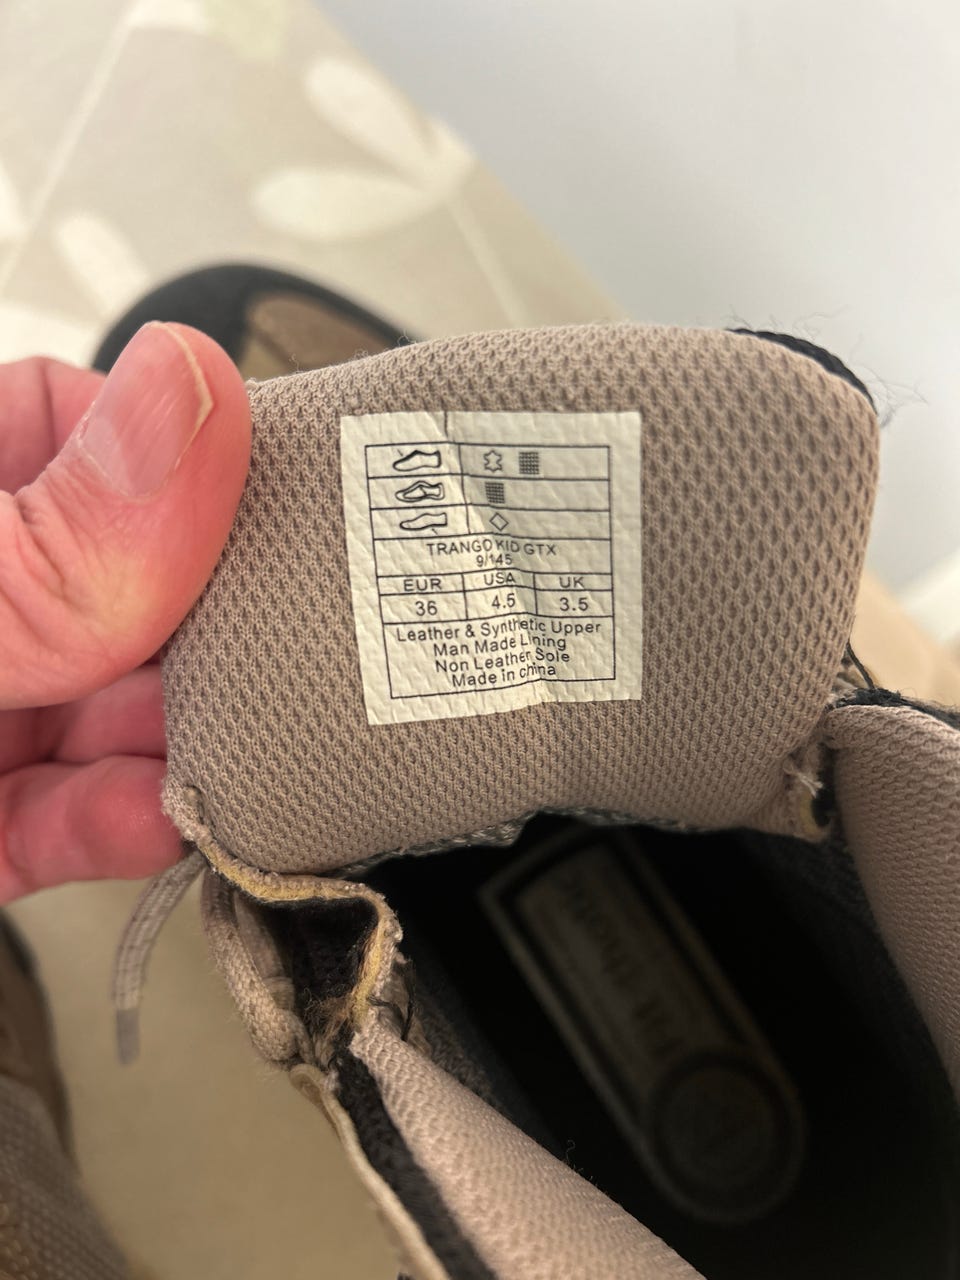 TRANGO KID GTX
9/145
EUR USA UK
36 4.5 3.5
Leather & Synthetic Upper
Man Made Lining
Non Leather Sole
Made in china